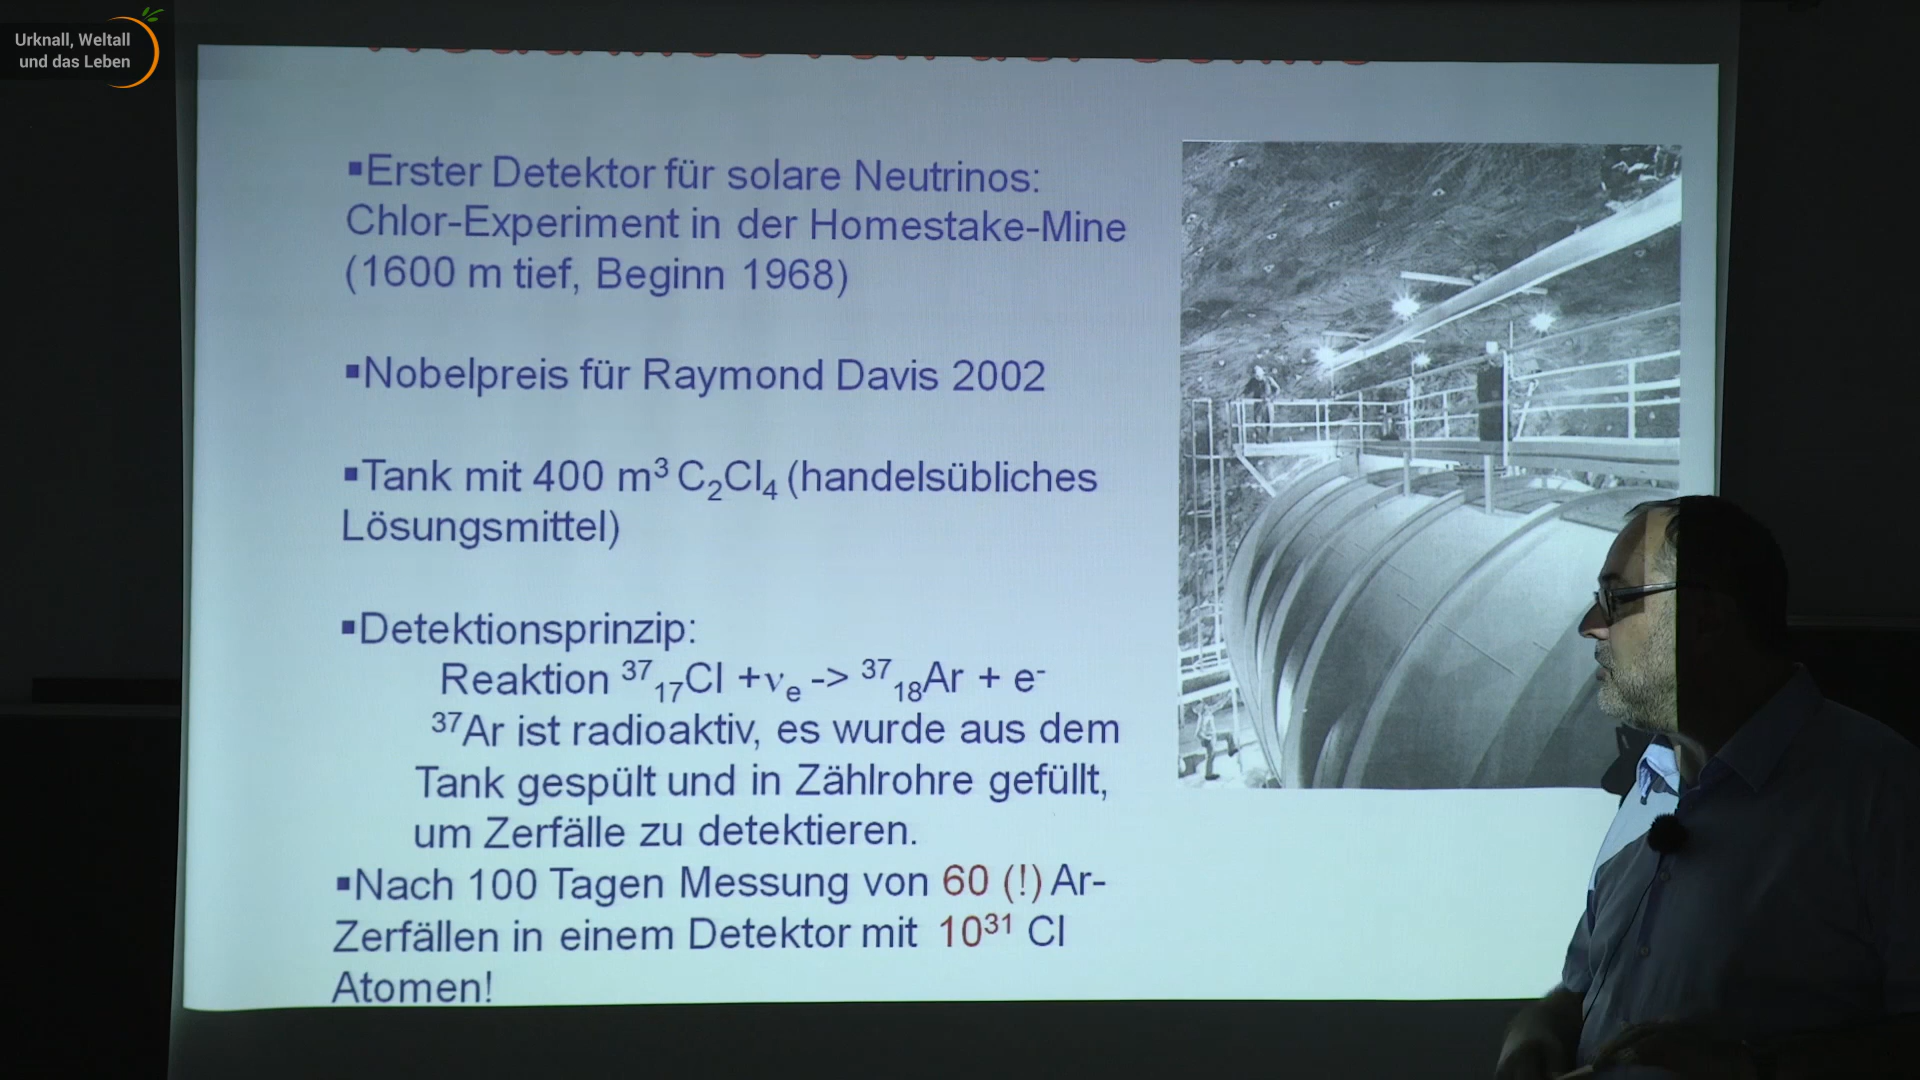 Urknall, Weltall
und das Leben
▪Erster Detektor für solare Neutrinos:
Chlor-Experiment in der Homestake-Mine
(1600 m tief, Beginn 1968)
▪Nobelpreis für Raymond Davis 2002
▪Tank mit 400 m³ C₂Cl₄ (handelsübliches
Lösungsmittel)
▪Detektionsprinzip:
Reaktion ³⁷₁₇Cl +νₑ -> ³⁷₁₈Ar + e⁻
³⁷Ar ist radioaktiv, es wurde aus dem
Tank gespült und in Zählrohre gefüllt,
um Zerfälle zu detektieren.
▪Nach 100 Tagen Messung von 60 (!) Ar-
Zerfällen in einem Detektor mit 10³¹ Cl
Atomen!